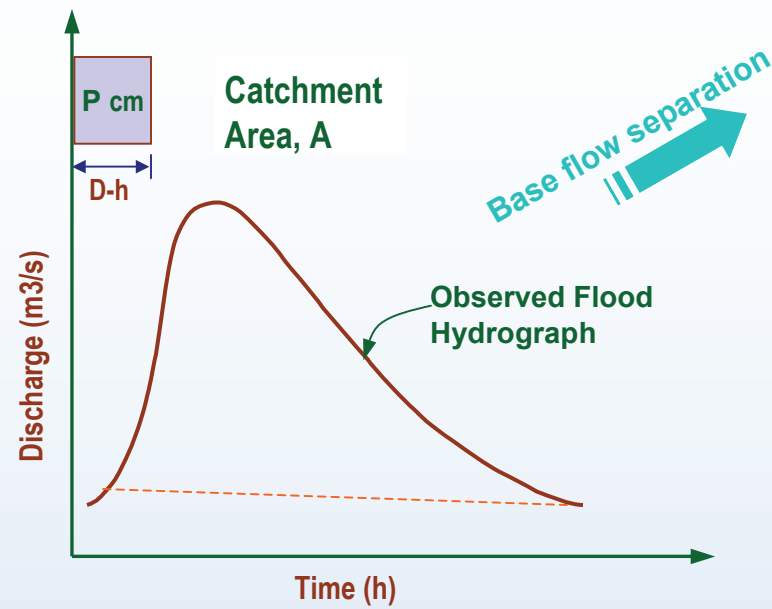 P cm
D-h
Catchment
Area, A
Base flow separation
Observed Flood
Hydrograph
Discharge (m3/s)
Time (h)